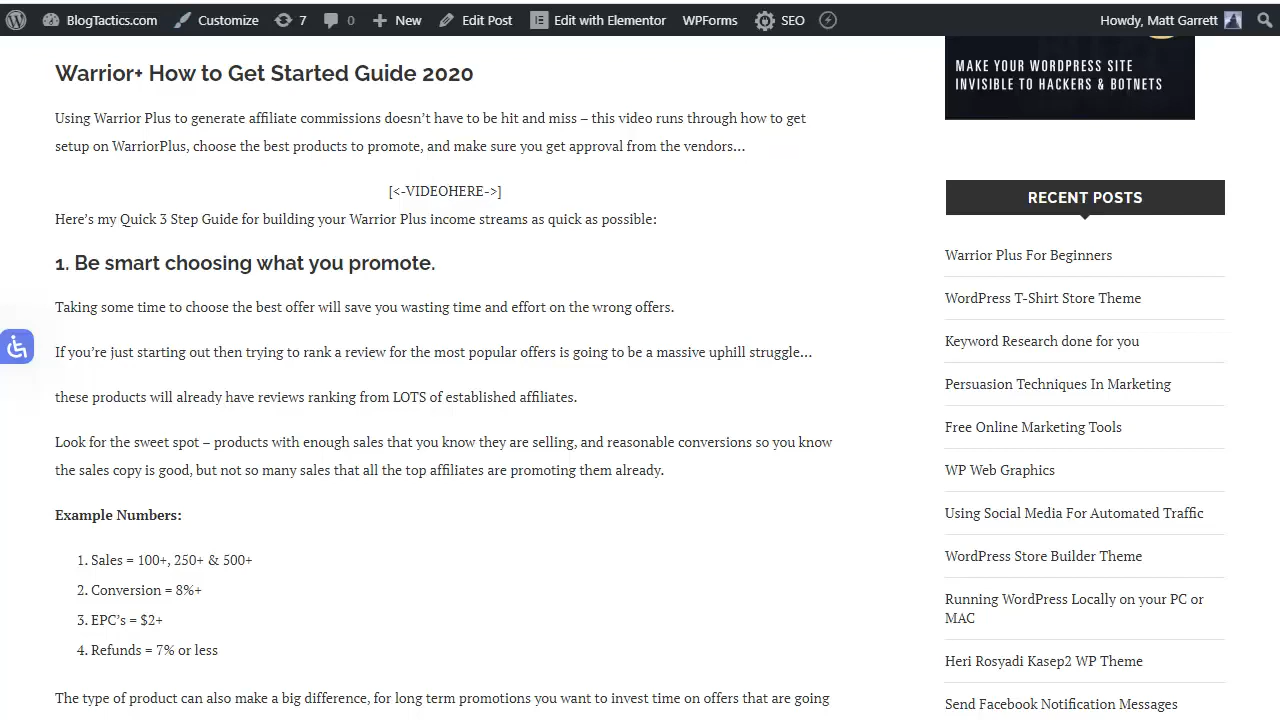 BlogTactics.com Customize 7 0 New Edit Post Edit with Elementor WPForms SEO Howdy, Matt Garrett
Warrior+ How to Get Started Guide 2020
Using Warrior Plus to generate affiliate commissions doesn’t have to be hit and miss – this video runs through how to get
setup on WarriorPlus, choose the best products to promote, and make sure you get approval from the vendors…
[<-VIDEOHERE->]
Here’s my Quick 3 Step Guide for building your Warrior Plus income streams as quick as possible:
1. Be smart choosing what you promote.
Taking some time to choose the best offer will save you wasting time and effort on the wrong offers.
If you’re just starting out then trying to rank a review for the most popular offers is going to be a massive uphill struggle…
these products will already have reviews ranking from LOTS of established affiliates.
Look for the sweet spot – products with enough sales that you know they are selling, and reasonable conversions so you know
the sales copy is good, but not so many sales that all the top affiliates are promoting them already.
Example Numbers:
1. Sales = 100+, 250+ & 500+
2. Conversion = 8%+
3. EPC’s = $2+
4. Refunds = 7% or less
The type of product can also make a big difference, for long term promotions you want to invest time on offers that are going
MAKE YOUR WORDPRESS SITE
INVISIBLE TO HACKERS & BOTNETS
RECENT POSTS
Warrior Plus For Beginners
WordPress T-Shirt Store Theme
Keyword Research done for you
Persuasion Techniques In Marketing
Free Online Marketing Tools
WP Web Graphics
Using Social Media For Automated Traffic
WordPress Store Builder Theme
Running WordPress Locally on your PC or
MAC
Heri Rosyadi Kasep2 WP Theme
Send Facebook Notification Messages